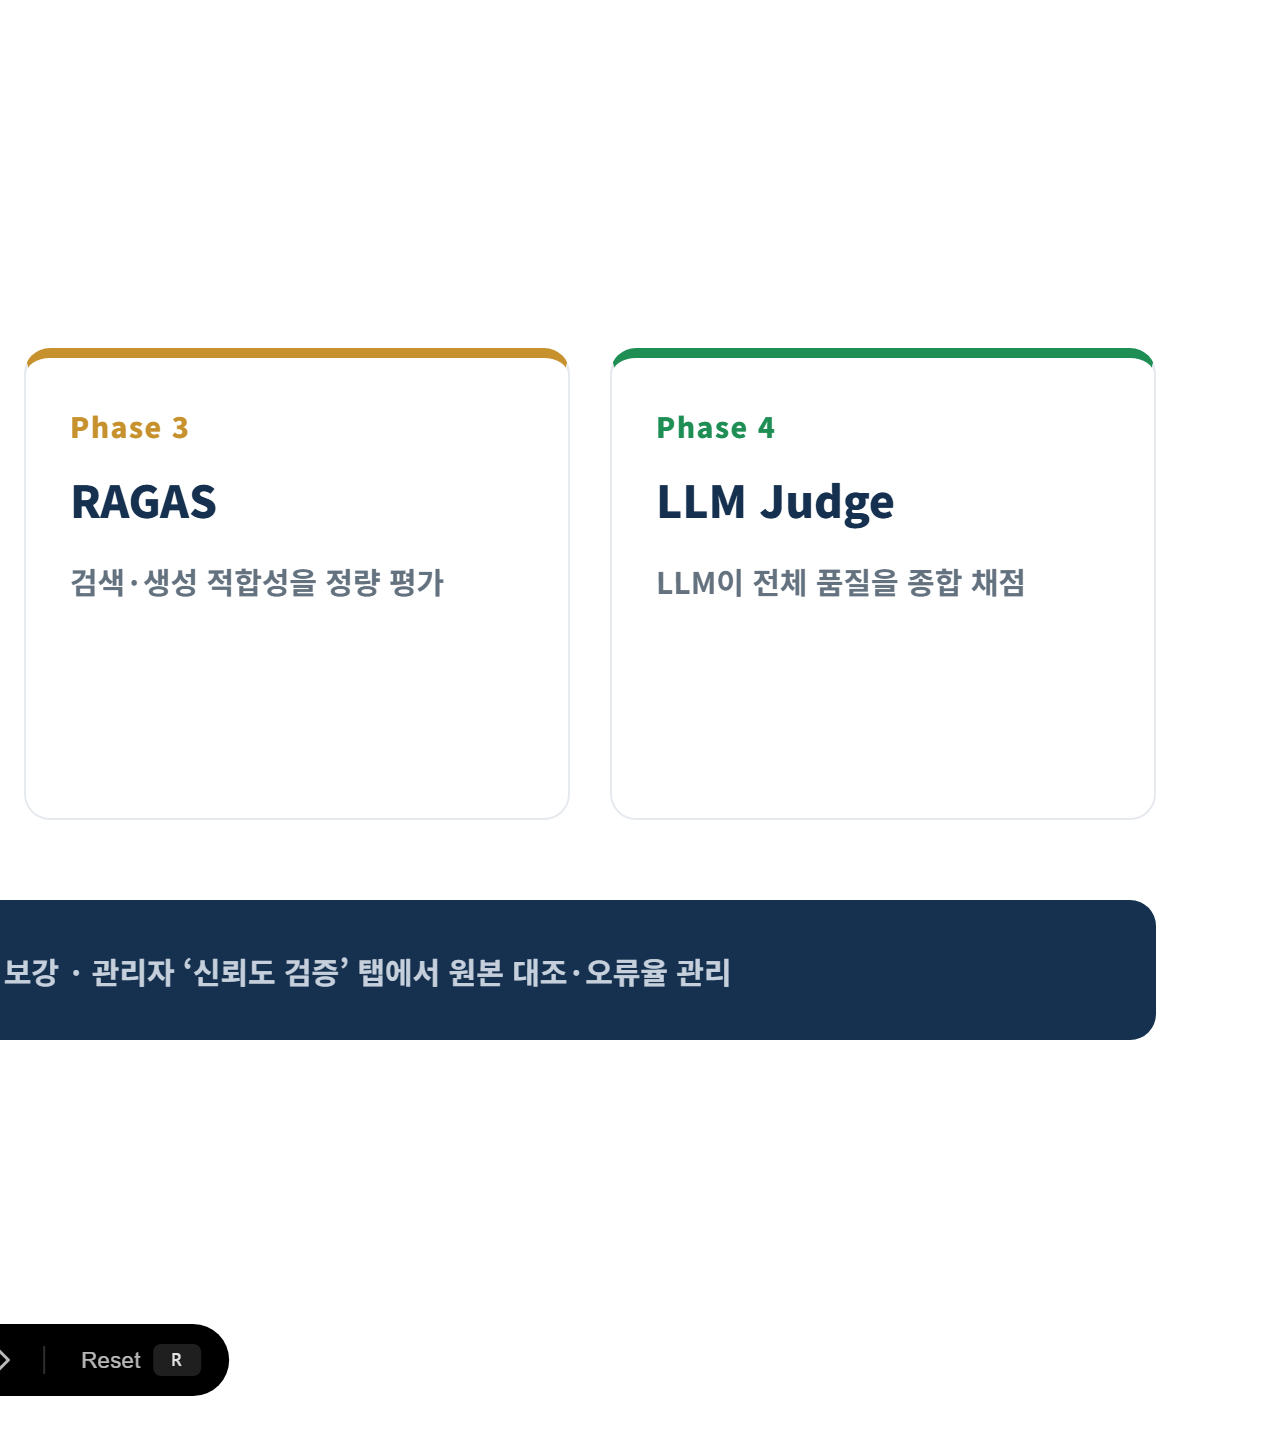 Phase 3
RAGAS
검색·생성 적합성을 정량 평가
Phase 4
LLM Judge
LLM이 전체 품질을 종합 채점
보강 · 관리자 ‘신뢰도 검증’ 탭에서 원본 대조·오류율 관리
Reset R